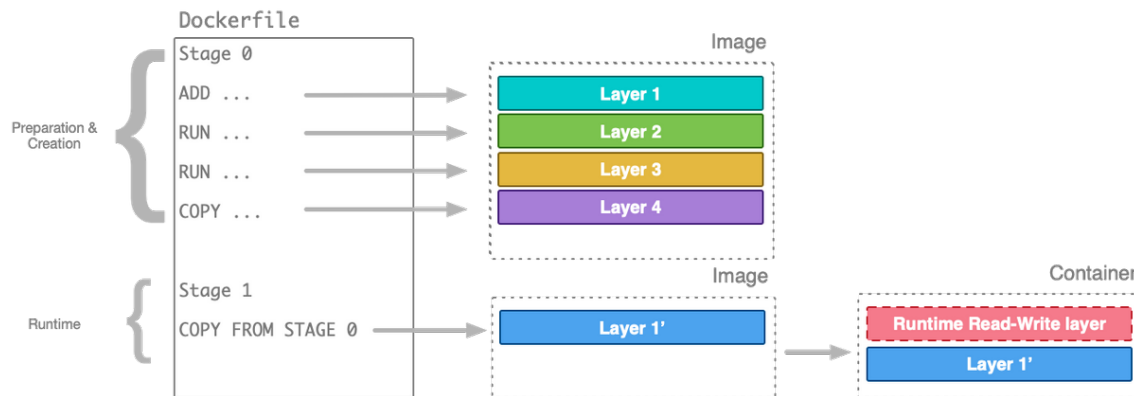 Dockerfile
Stage 0
ADD ...
RUN ...
RUN ...
COPY ...
Preparation &
Creation
Image
Layer 1
Layer 2
Layer 3
Layer 4
Stage 1
COPY FROM STAGE 0
Runtime
Image
Layer 1’
Container
Runtime Read-Write layer
Layer 1’